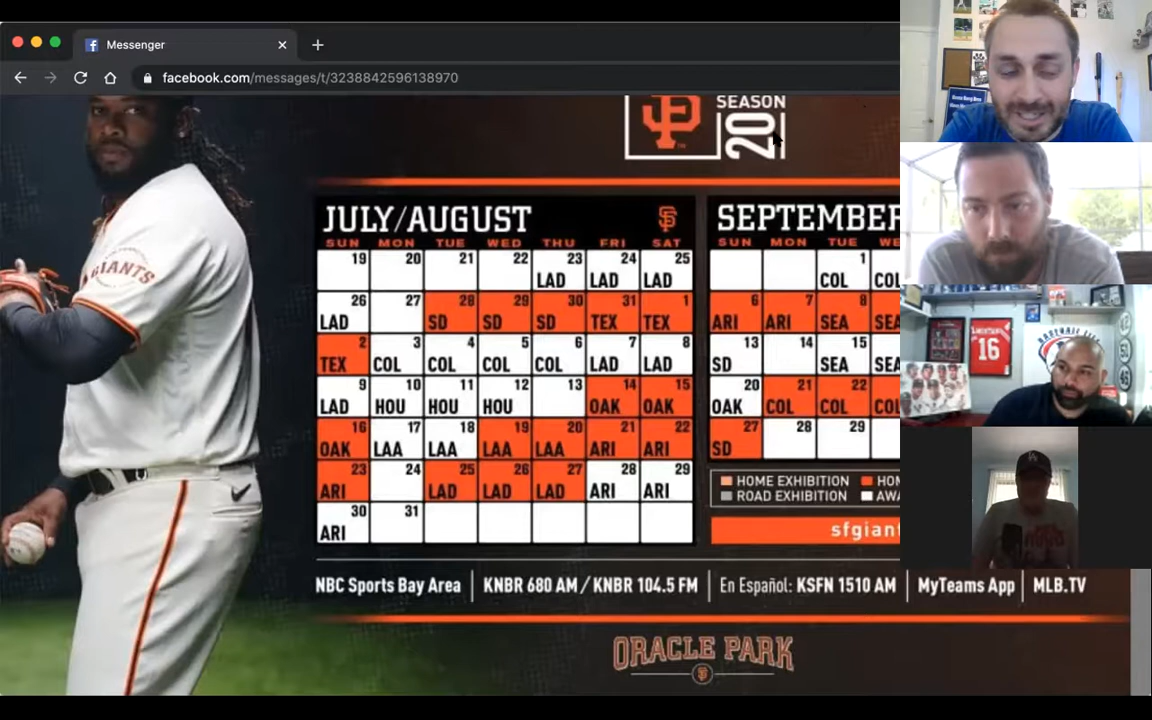 Messenger
facebook.com/messages/t/3238842596138970
SF
SEASON
GIANTS
JULY/AUGUST
SF
SEPTEMBER
SUN MON TUE WED THU FRI SAT
SUN MON TUE
19 20 21 22 23 24 25
LAD LAD LAD
1
COL COL
26 27 28 29 30 31 1
LAD SD SD SD TEX TEX
6 7 8
ARI ARI SEA SEA
2 3 4 5 6 7 8
TEX COL COL COL COL LAD LAD
13 14 15
SD SEA SEA
9 10 11 12 13 14 15
LAD HOU HOU HOU OAK OAK
20 21 22
OAK COL COL COL
16 17 18 19 20 21 22
OAK LAA LAA LAA LAA ARI ARI
27 28 29
SD
23 24 25 26 27 28 29
ARI LAD LAD LAD ARI ARI
30 31
ARI
HOME EXHIBITION
ROAD EXHIBITION
NBC Sports Bay Area | KNBR 680 AM / KNBR 104.5 FM | En Español: KSFN 1510 AM | MyTeams App | MLB.TV
ORACLE PARK
16